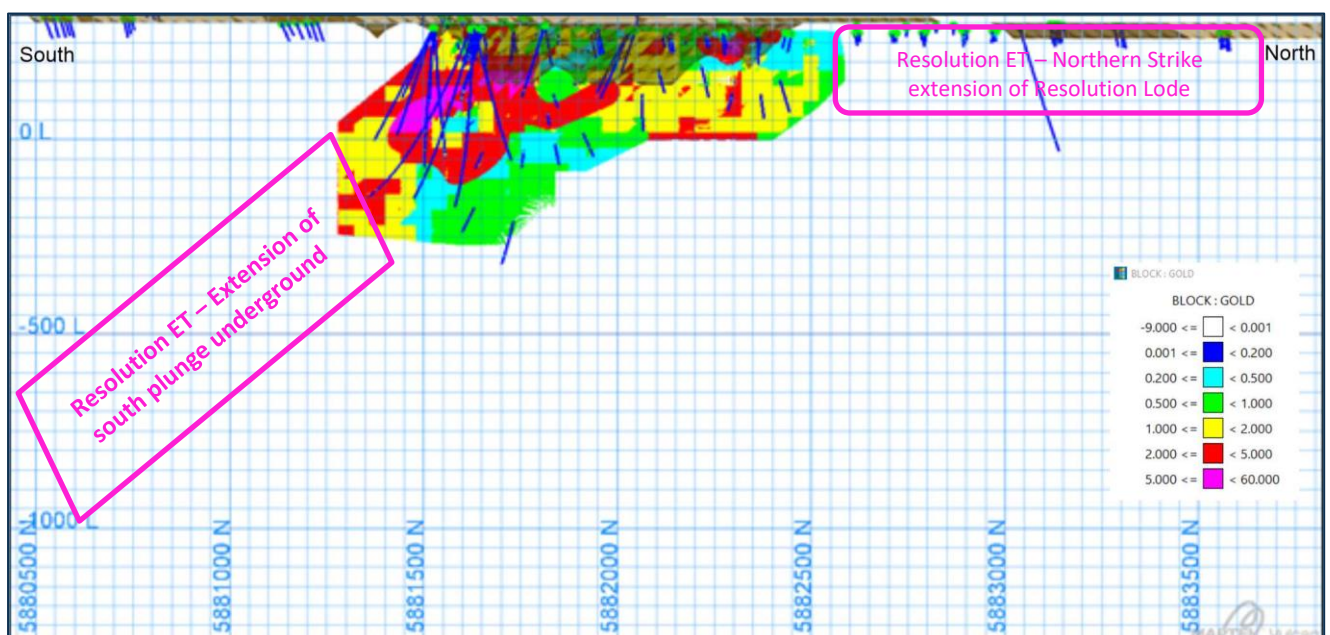 South
North
Resolution ET – Northern Strike
extension of Resolution Lode
0 L
Resolution ET – Extension of
south plunge underground
-500 L
-1000 L
BLOCK : GOLD
BLOCK : GOLD
-9.000 <= < 0.001
0.001 <= < 0.200
0.200 <= < 0.500
0.500 <= < 1.000
1.000 <= < 2.000
2.000 <= < 5.000
5.000 <= < 60.000
5880500 N
5881000 N
5881500 N
5882000 N
5882500 N
5883000 N
5883500 N